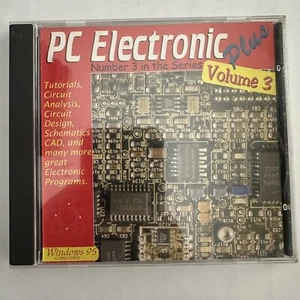 PC Electronic
Plus
Number 3 in the Series
Volume 3
Tutorials,
Circuit
Analysis,
Circuit
Design,
Schematics
CAD, and
many more
great
Electronic
Programs.
Windows 95